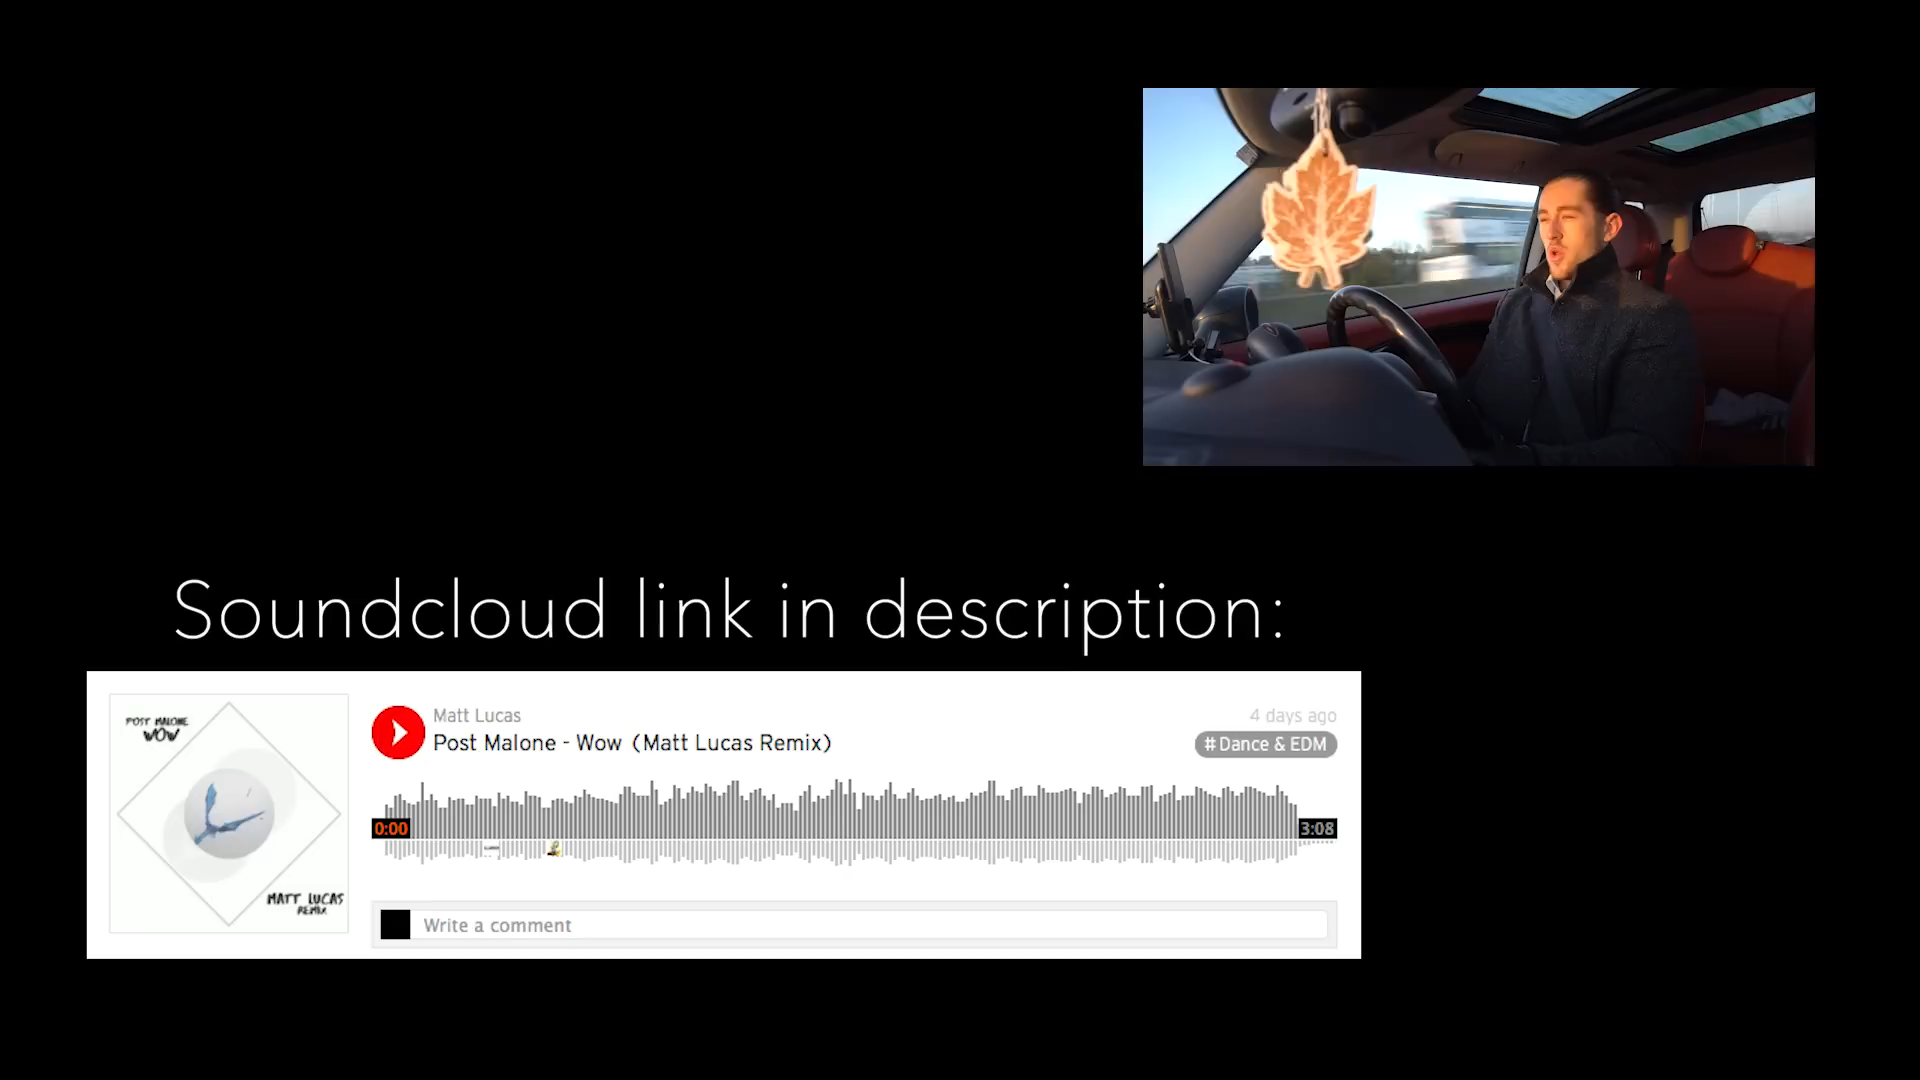 Soundcloud link in description:
POST MALONE
WOW
MATT LUCAS
REMIX
Matt Lucas
Post Malone - Wow (Matt Lucas Remix)
4 days ago
# Dance & EDM
0:00
3:08
Write a comment